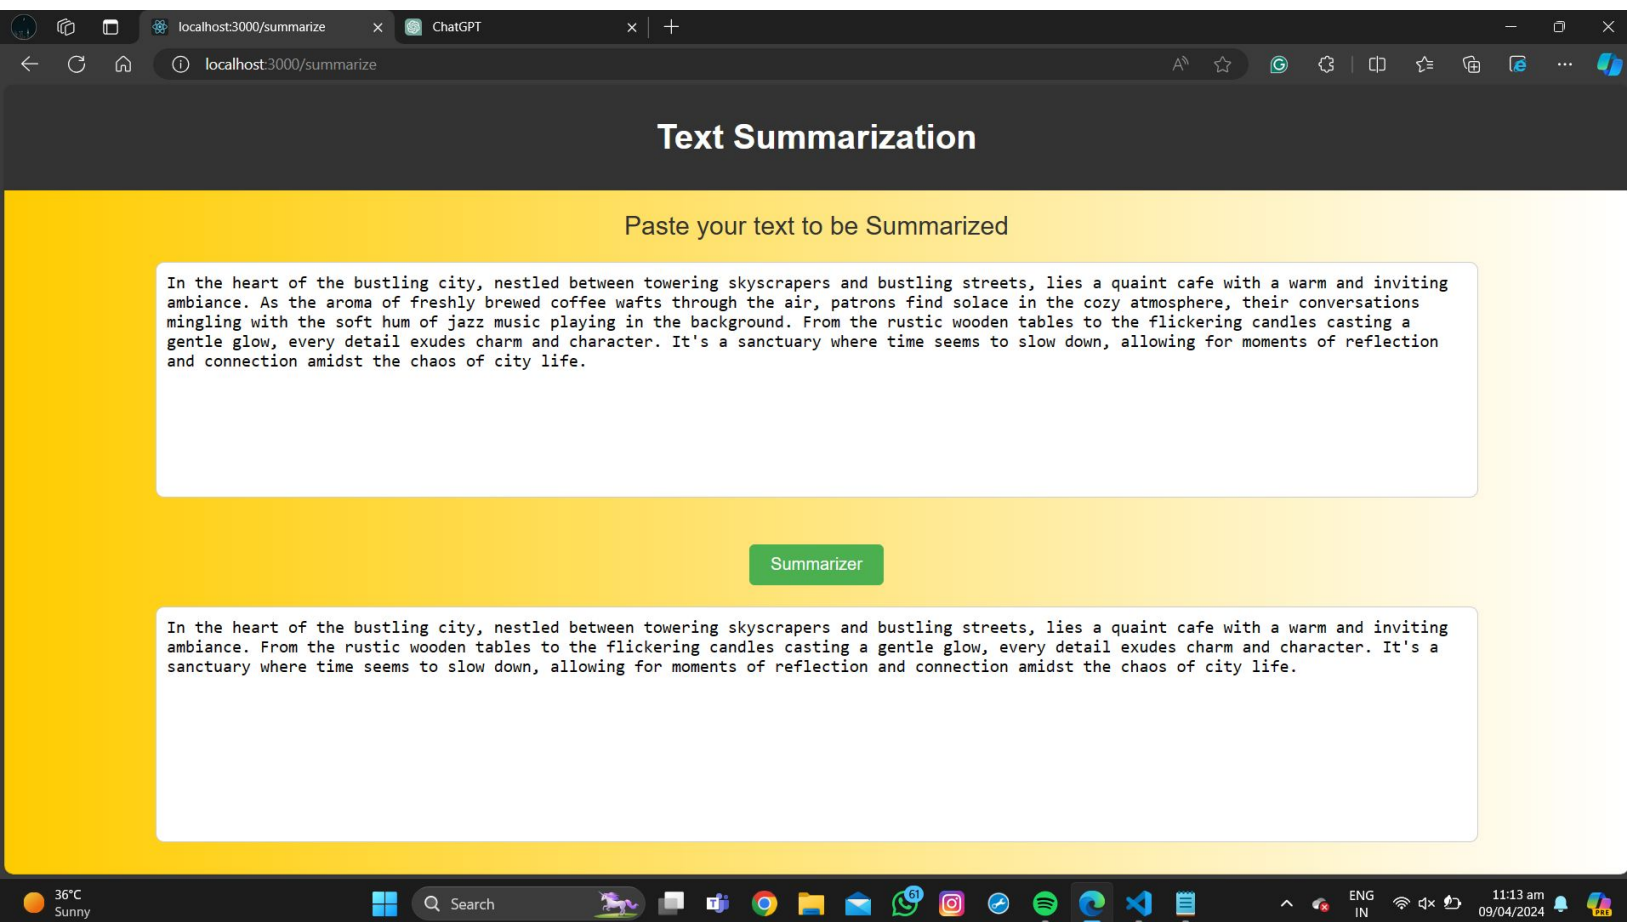 localhost:3000/summarize
ChatGPT
localhost:3000/summarize
Text Summarization
Paste your text to be Summarized
In the heart of the bustling city, nestled between towering skyscrapers and bustling streets, lies a quaint cafe with a warm and inviting
ambiance. As the aroma of freshly brewed coffee wafts through the air, patrons find solace in the cozy atmosphere, their conversations
mingling with the soft hum of jazz music playing in the background. From the rustic wooden tables to the flickering candles casting a
gentle glow, every detail exudes charm and character. It's a sanctuary where time seems to slow down, allowing for moments of reflection
and connection amidst the chaos of city life.
Summarizer
In the heart of the bustling city, nestled between towering skyscrapers and bustling streets, lies a quaint cafe with a warm and inviting
ambiance. From the rustic wooden tables to the flickering candles casting a gentle glow, every detail exudes charm and character. It's a
sanctuary where time seems to slow down, allowing for moments of reflection and connection amidst the chaos of city life.
36°C
Sunny
Search
61
ENG
IN
11:13 am
09/04/2024
PRE